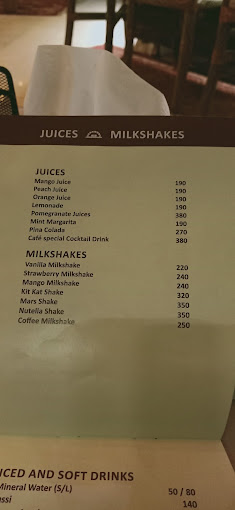 JUICES MILKSHAKES
JUICES
Mango Juice 190
Peach Juice 190
Orange Juice 190
Lemonade 190
Pomegranate Juices 380
Mint Margarita 190
Pina Colada 270
Café special Cocktail Drink 380
MILKSHAKES
Vanilla Milkshake 220
Strawberry Milkshake 240
Mango Milkshake 240
Kit Kat Shake 320
Mars Shake 350
Nutella Shake 350
Coffee Milkshake 250
ICED AND SOFT DRINKS
Mineral Water (S/L) 50 / 80
ssi 140